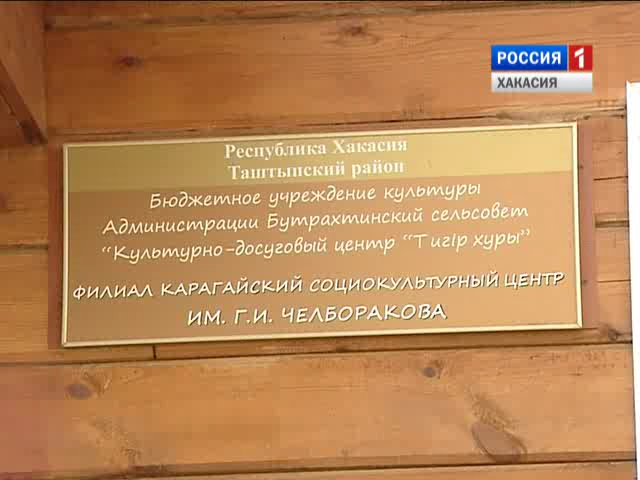 РОССИЯ 1
ХАКАСИЯ
Республика Хакасия
Таштыпский район
Бюджетное учреждение культуры
Администрации Бутрахтинский сельсовет
“Культурно-досуговый центр “Тигiр хуры”
ФИЛИАЛ КАРАГАЙСКИЙ СОЦИОКУЛЬТУРНЫЙ ЦЕНТР
ИМ. Г.И. ЧЕЛБОРАКОВА